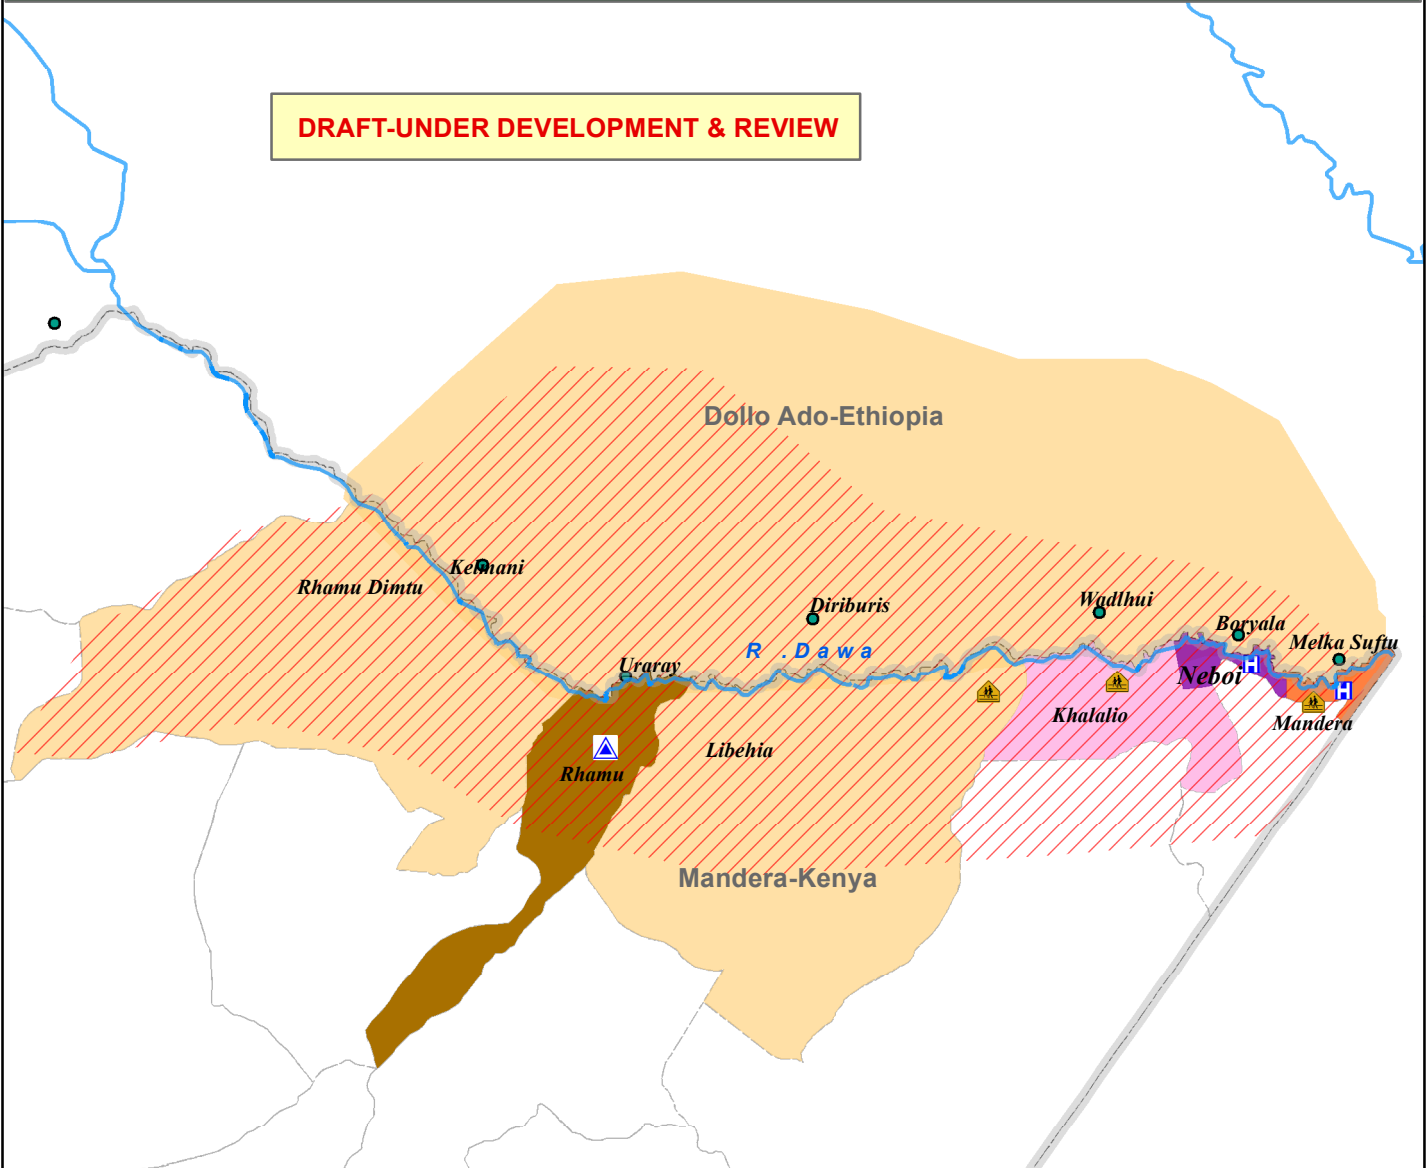 DRAFT-UNDER DEVELOPMENT & REVIEW
Dollo Ado-Ethiopia
Kelmani
Rhamu Dimtu
Diriburis
Wadlhui
Boryala
Melka Suftu
R . Dawa
Uraray
Neboi
Khalalio
Mandera
Libehia
Rhamu
Mandera-Kenya
H
H